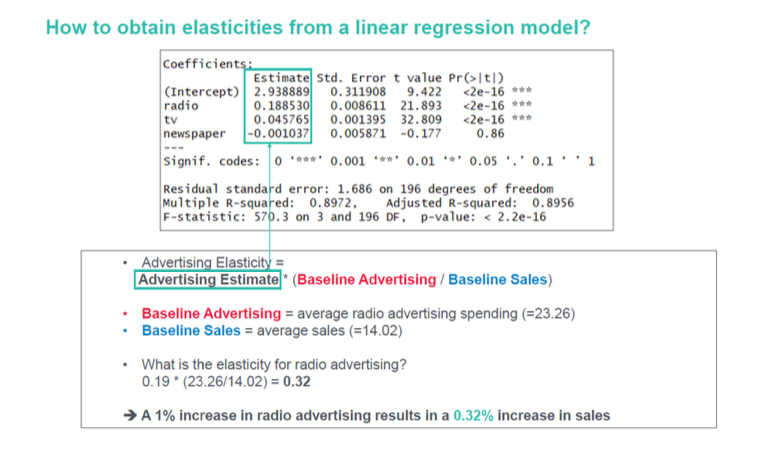 How to obtain elasticities from a linear regression model?
Coefficients:
Estimate Std. Error t value Pr(>|t|)
(Intercept) 2.938889 0.311908 9.422 <2e-16 ***
radio 0.188530 0.008611 21.893 <2e-16 ***
tv 0.045765 0.001395 32.809 <2e-16 ***
newspaper -0.001037 0.005871 -0.177 0.86
---
Signif. codes: 0 '***' 0.001 '**' 0.01 '*' 0.05 '.' 0.1 ' ' 1
Residual standard error: 1.686 on 196 degrees of freedom
Multiple R-squared: 0.8972, Adjusted R-squared: 0.8956
F-statistic: 570.3 on 3 and 196 DF, p-value: < 2.2e-16
• Advertising Elasticity =
Advertising Estimate * (Baseline Advertising / Baseline Sales)
• Baseline Advertising = average radio advertising spending (=23.26)
• Baseline Sales = average sales (=14.02)
• What is the elasticity for radio advertising?
0.19 * (23.26/14.02) = 0.32
➔ A 1% increase in radio advertising results in a 0.32% increase in sales